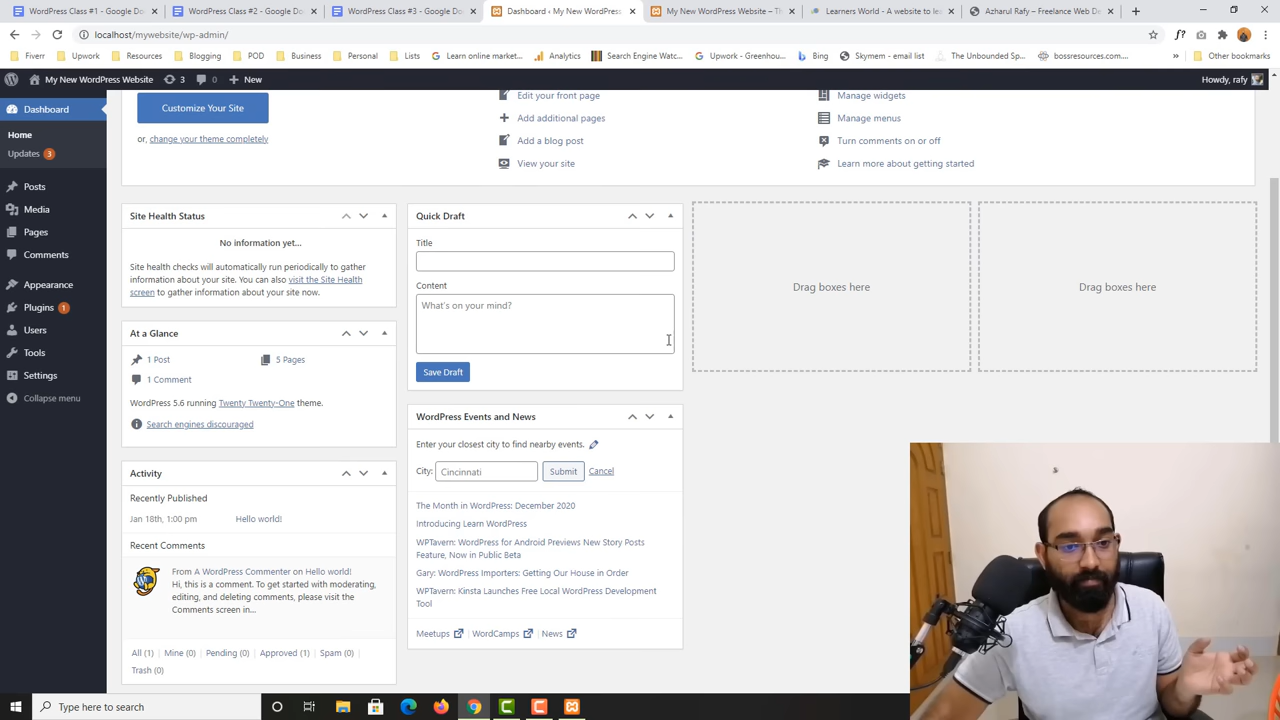 WordPress Class #1 - Google Do
WordPress Class #2 - Google Do
WordPress Class #3 - Google Do
Dashboard ‹ My New WordPress
My New WordPress Website – Th
Learners World - A website to le
Azharul Rafy – Freelance Web De
localhost/mywebsite/wp-admin/
Fiverr
Upwork
Blogging
POD
Business
Personal
Lists
Learn online market...
Analytics
Search Engine Watc...
Upwork - Greenhou...
Bing
Skymem - email list
The Unbounded Sp...
bossresources.com...
Other bookmarks
My New WordPress Website
3
0
New
Howdy, rafy
Dashboard
Home
Updates 3
Posts
Media
Pages
Comments
Appearance
Plugins 1
Users
Tools
Settings
Collapse menu
Customize Your Site
or, change your theme completely
Edit your front page
Add additional pages
Add a blog post
View your site
Manage widgets
Manage menus
Turn comments on or off
Learn more about getting started
Site Health Status
No information yet...
Site health checks will automatically run periodically to gather
information about your site. You can also visit the Site Health
screen to gather information about your site now.
At a Glance
1 Post
5 Pages
1 Comment
WordPress 5.6 running Twenty Twenty-One theme.
Search engines discouraged
Activity
Recently Published
Jan 18th, 1:00 pm
Hello world!
Recent Comments
From A WordPress Commenter on Hello world!
Hi, this is a comment. To get started with moderating,
editing, and deleting comments, please visit the
Comments screen in...
All (1) | Mine (0) | Pending (0) | Approved (1) | Spam (0) |
Trash (0)
Quick Draft
Title
Content
What's on your mind?
Save Draft
WordPress Events and News
Enter your closest city to find nearby events.
City:
Cincinnati
Submit
Cancel
The Month in WordPress: December 2020
Introducing Learn WordPress
WPTavern: WordPress for Android Previews New Story Posts
Feature, Now in Public Beta
Gary: WordPress Importers: Getting Our House in Order
WPTavern: Kinsta Launches Free Local WordPress Development
Tool
Meetups | WordCamps | News
Drag boxes here
Drag boxes here
Type here to search